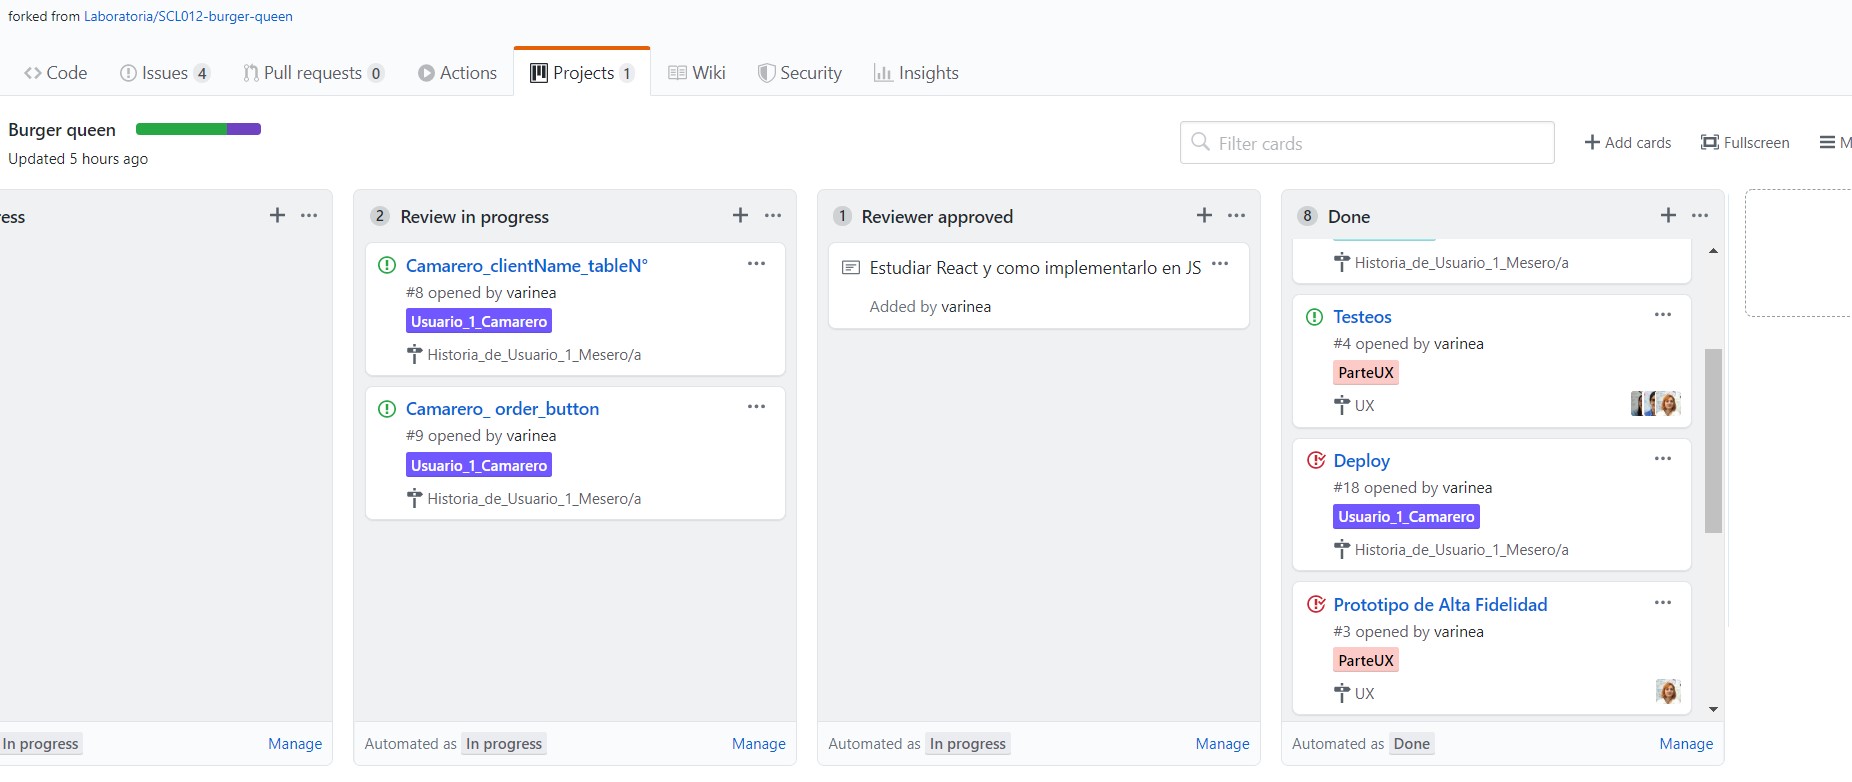 forked from Laboratoria/SCL012-burger-queen
Code Issues 4 Pull requests 0 Actions Projects 1 Wiki Security Insights
Burger queen
Updated 5 hours ago
Filter cards
Add cards Fullscreen M
ess
In progress Manage
2 Review in progress
Camarero_clientName_tableN°
#8 opened by varinea
Usuario_1_Camarero
Historia_de_Usuario_1_Mesero/a
Camarero_ order_button
#9 opened by varinea
Usuario_1_Camarero
Historia_de_Usuario_1_Mesero/a
Automated as In progress Manage
1 Reviewer approved
Estudiar React y como implementarlo en JS
Added by varinea
Automated as In progress Manage
8 Done
Historia_de_Usuario_1_Mesero/a
Testeos
#4 opened by varinea
ParteUX
UX
Deploy
#18 opened by varinea
Usuario_1_Camarero
Historia_de_Usuario_1_Mesero/a
Prototipo de Alta Fidelidad
#3 opened by varinea
ParteUX
UX
Automated as Done Manage